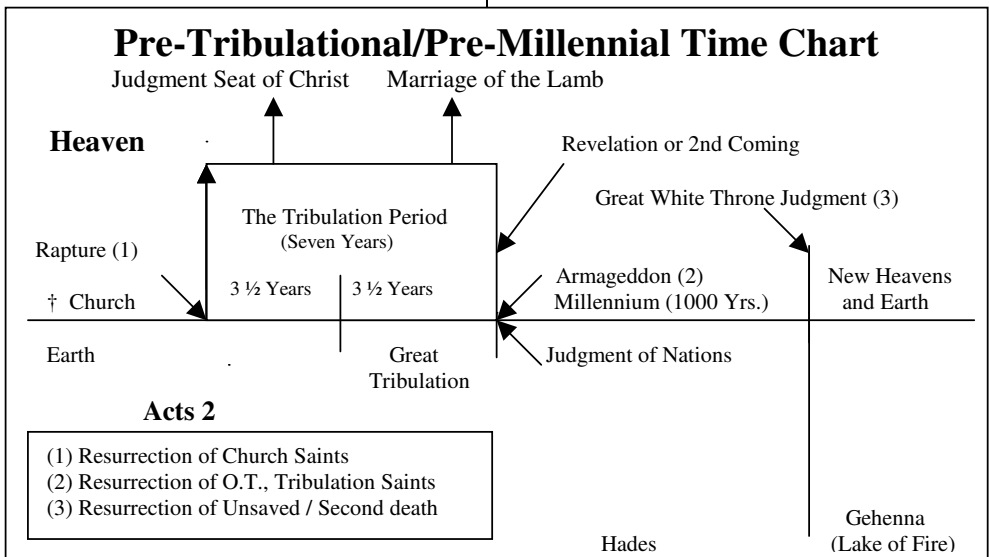 Pre-Tribulational/Pre-Millennial Time Chart
Judgment Seat of Christ
Marriage of the Lamb
Heaven
Revelation or 2nd Coming
Great White Throne Judgment (3)
The Tribulation Period
(Seven Years)
Rapture (1)
3 ½ Years
3 ½ Years
Armageddon (2)
Millennium (1000 Yrs.)
New Heavens
and Earth
† Church
Earth
Great
Tribulation
Judgment of Nations
Acts 2
(1) Resurrection of Church Saints
(2) Resurrection of O.T., Tribulation Saints
(3) Resurrection of Unsaved / Second death
Hades
Gehenna
(Lake of Fire)